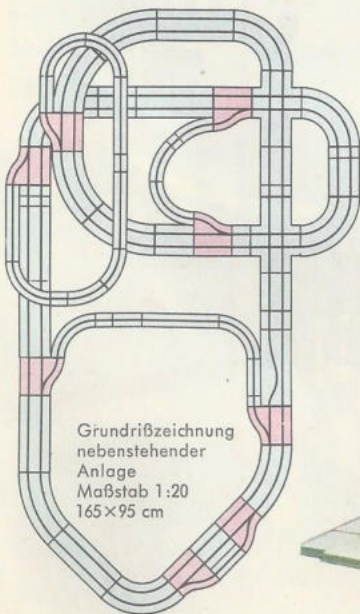 Grundrißzeichnung
nebenstehender
Anlage
Maßstab 1:20
165×95 cm